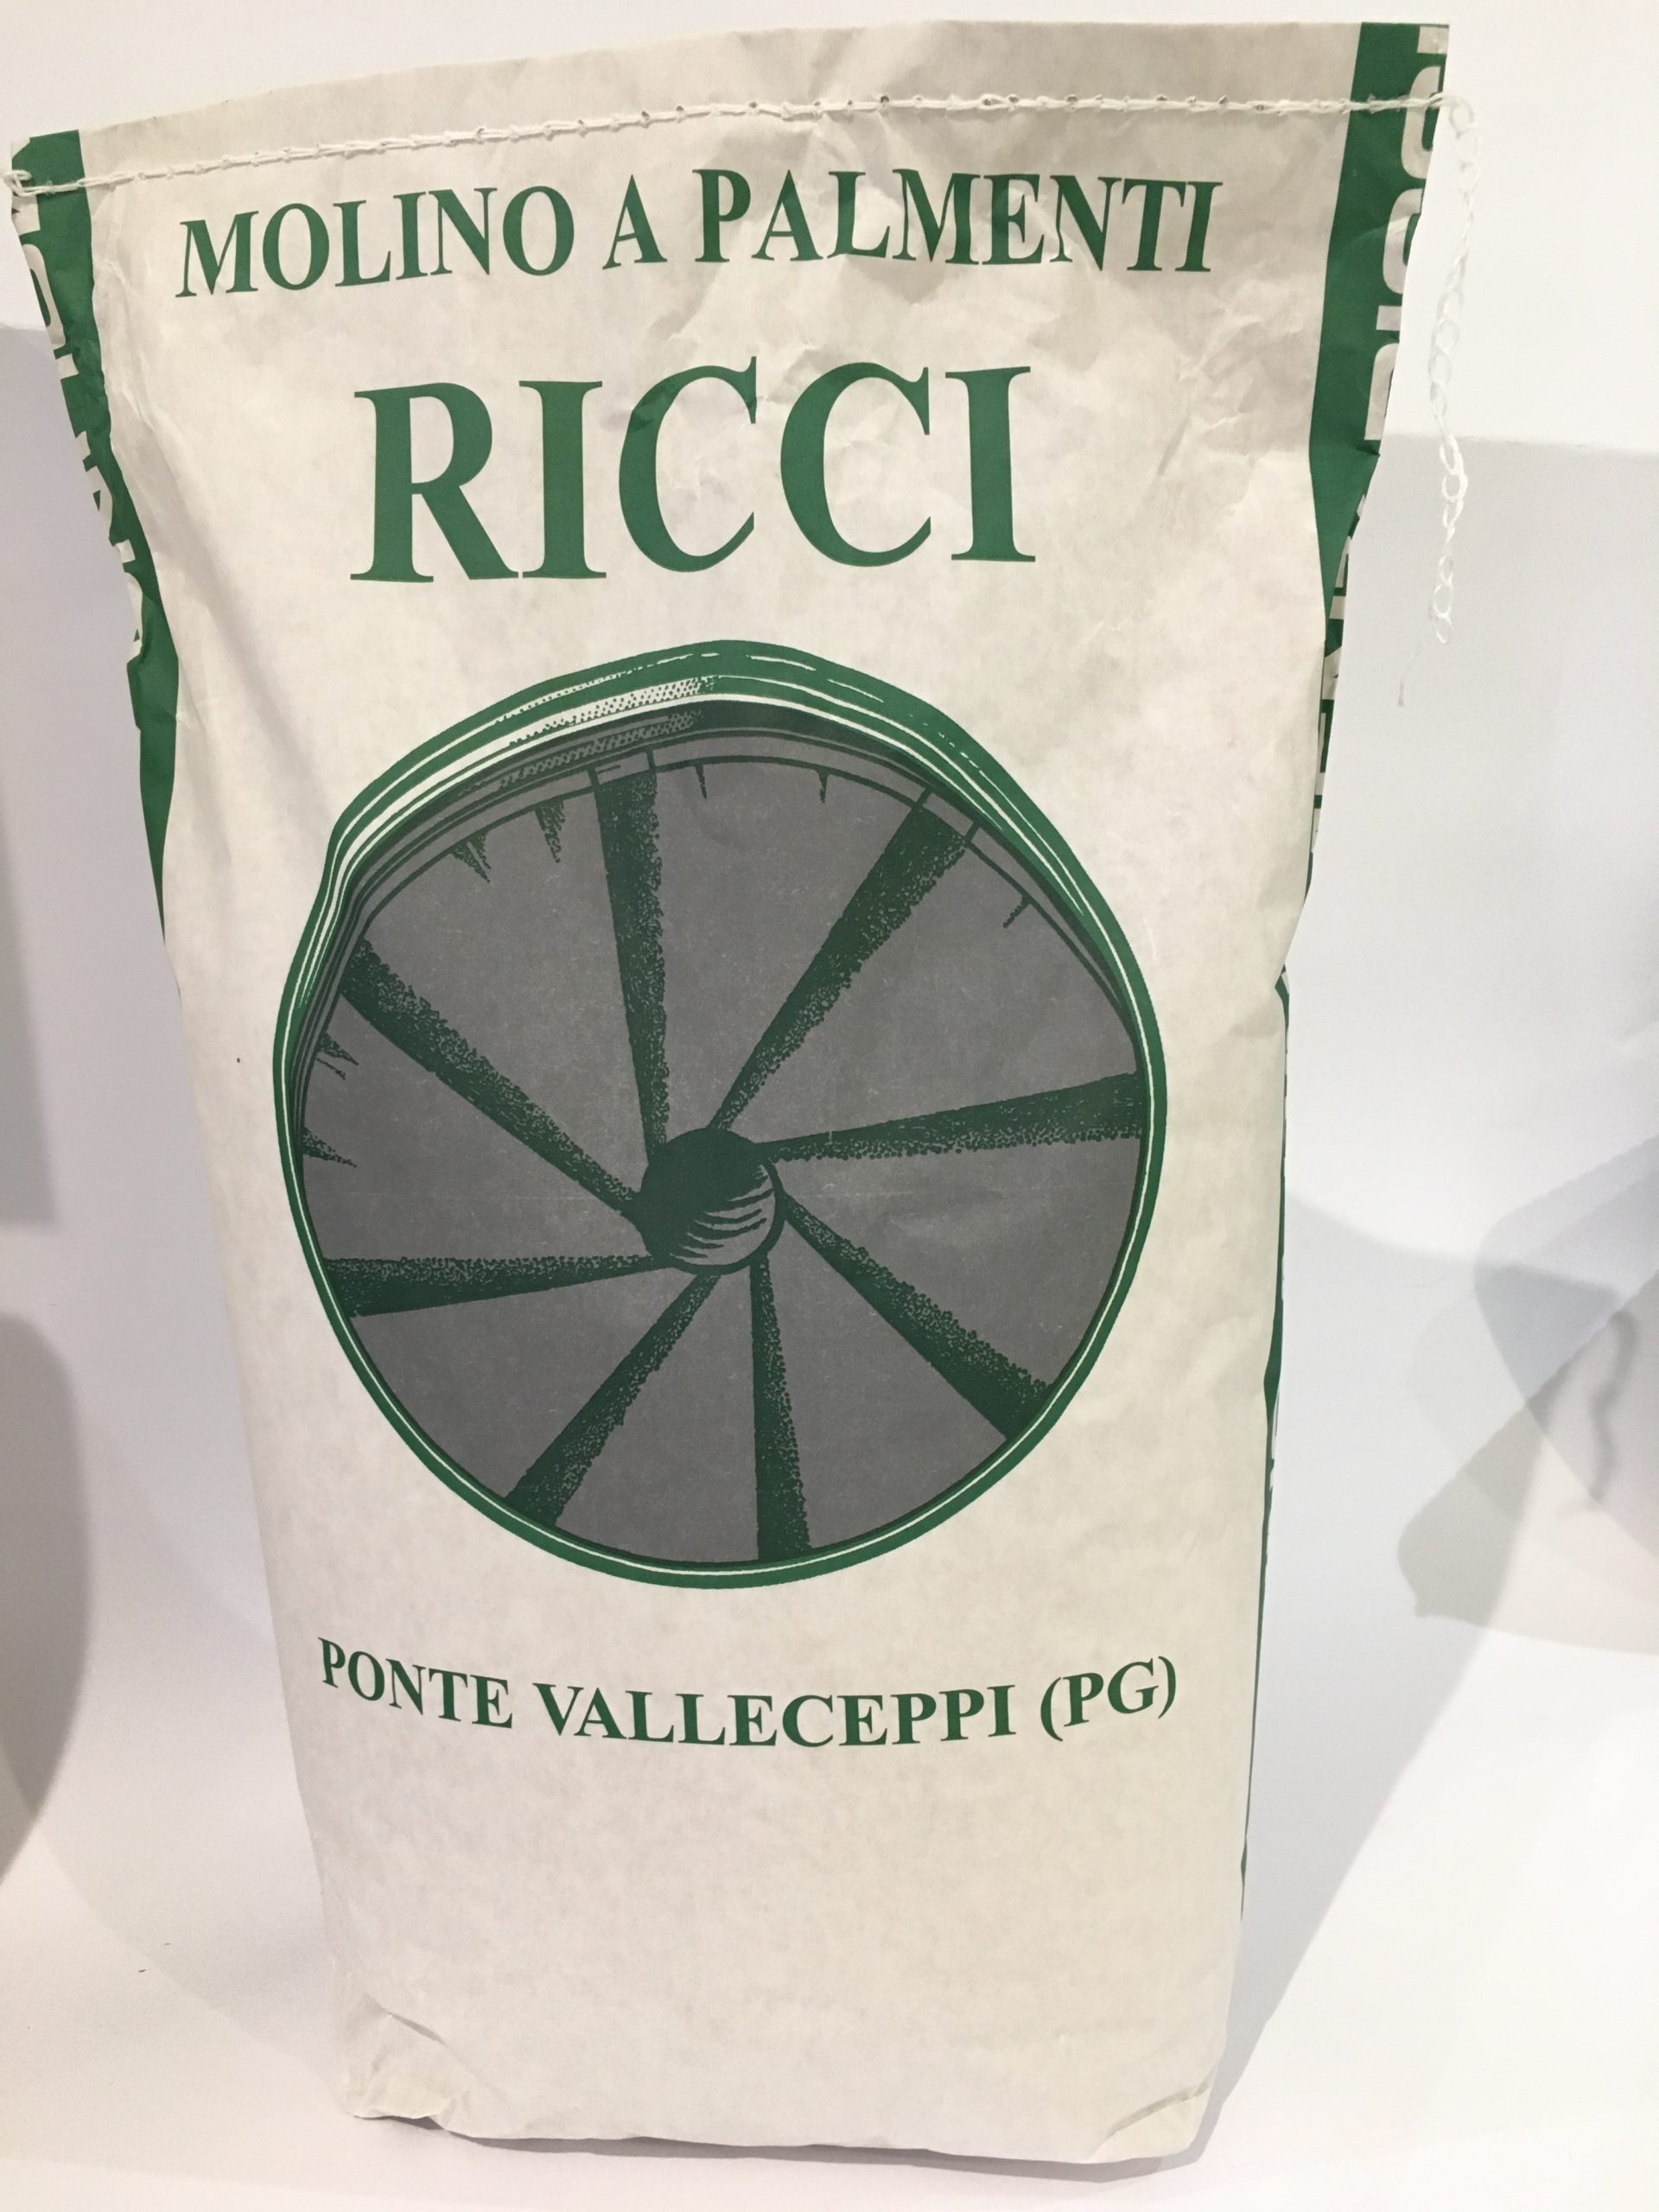 MOLINO A PALMENTI
RICCI
PONTE VALLECEPPI (PG)